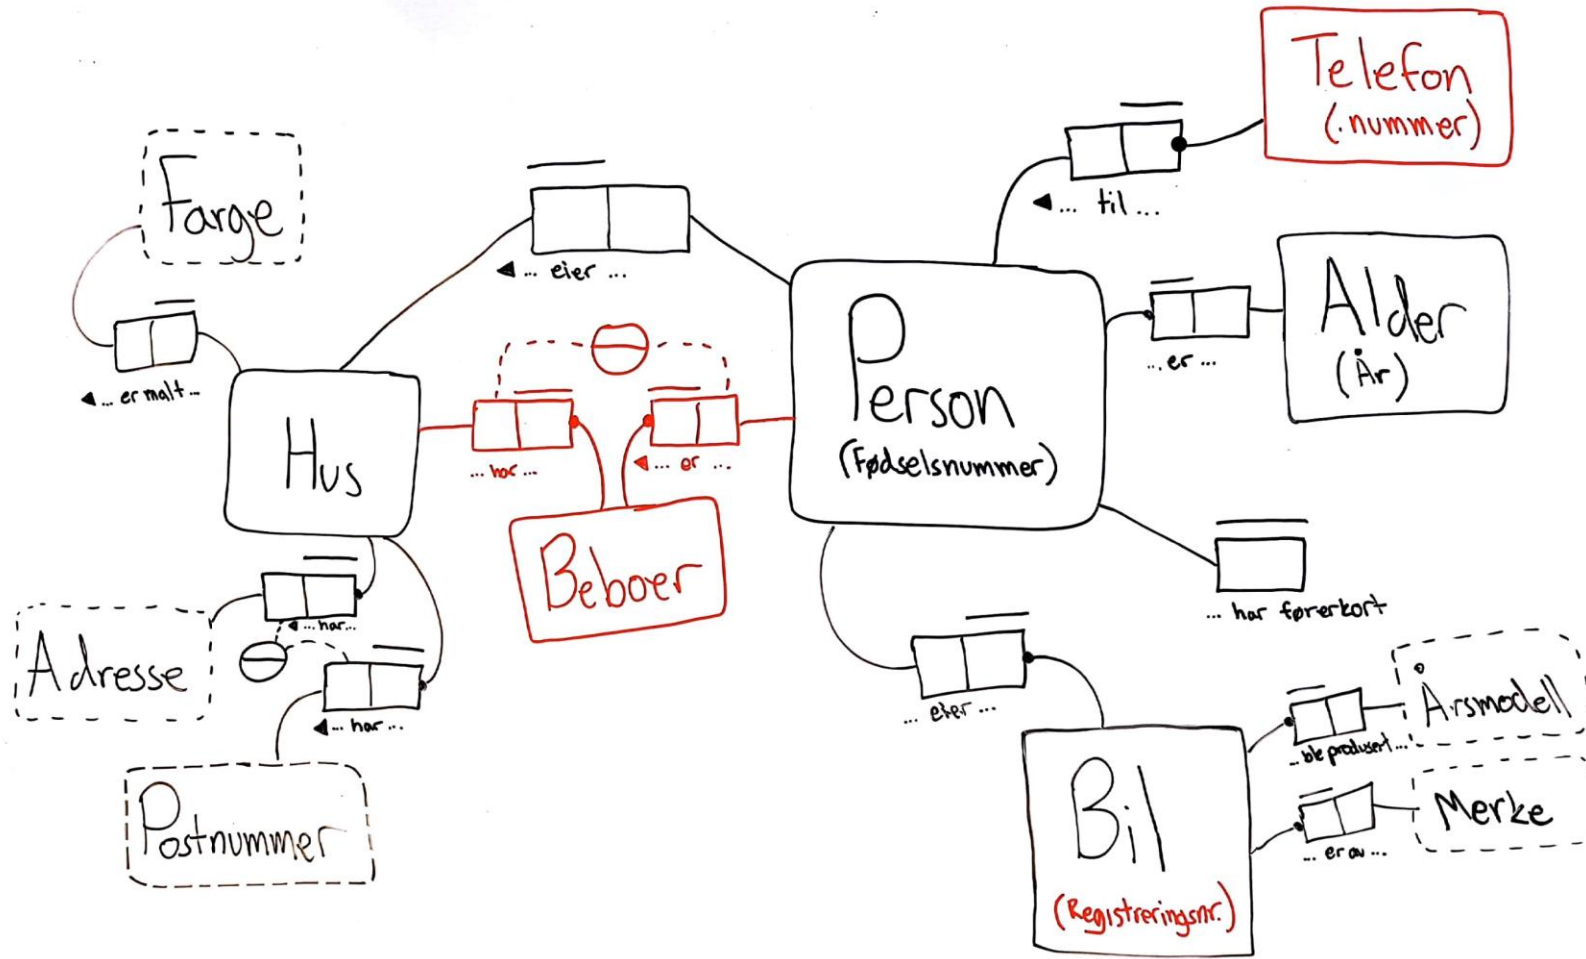 Telefon
(.nummer)
◄... til ...
Farge
◄... eier ...
◄... er malt ...
Alder
(År)
... er ...
Person
(Fødselsnummer)
Hus
... har ...
◄... er ...
Beboer
... har førerkort
◄... har ...
Adresse
◄... har ...
... eier ...
Årsmodell
... ble produsert ...
Postnummer
Bil
(Registreringsnr.)
Merke
... er av ...